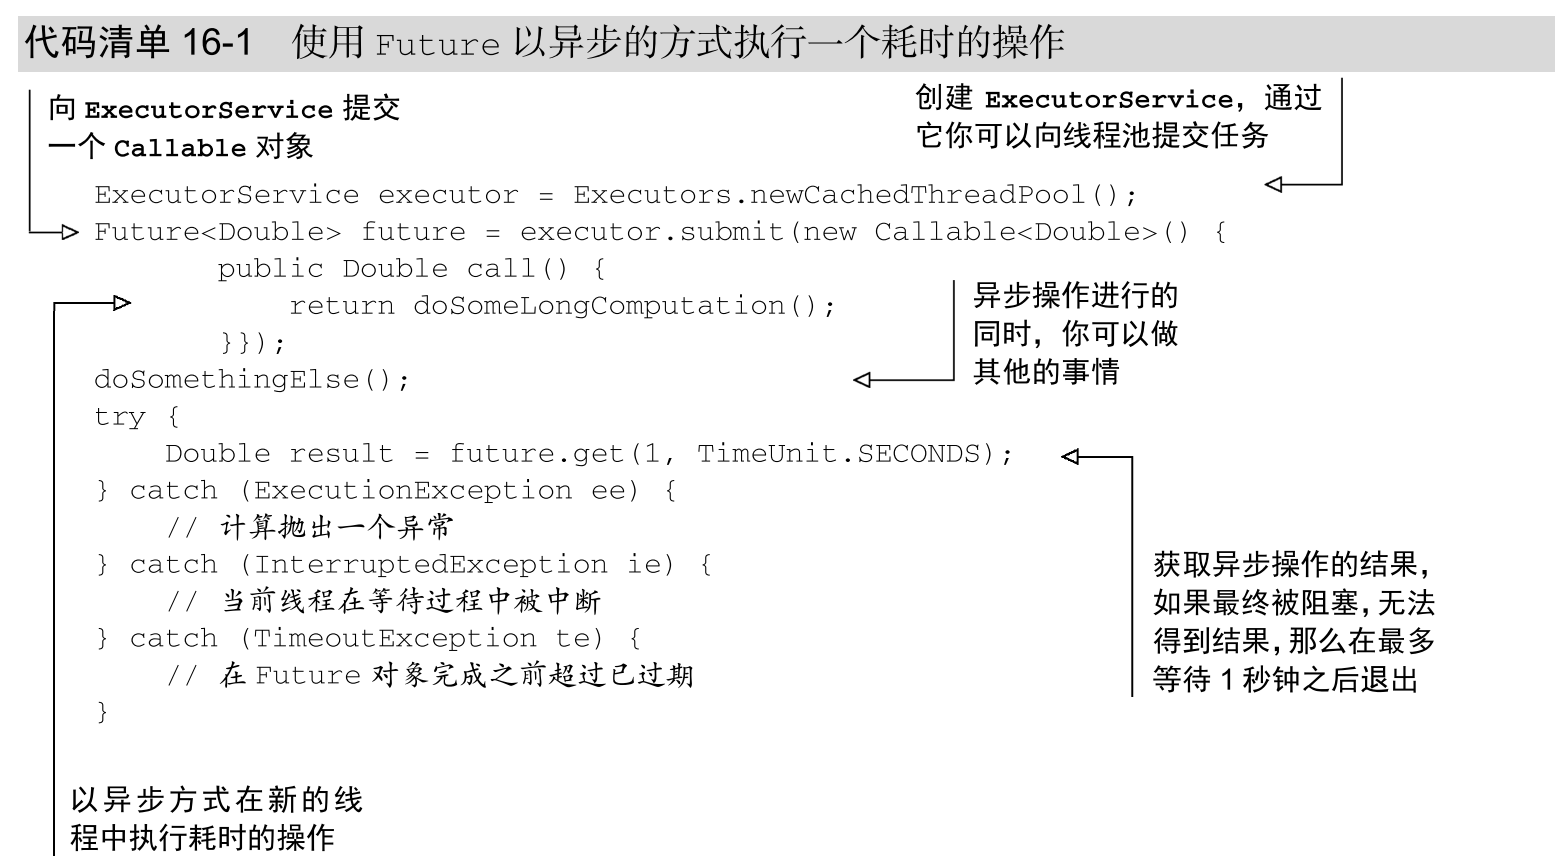 代码清单 16-1 使用 Future 以异步的方式执行一个耗时的操作
向 ExecutorService 提交
一个 Callable 对象
创建 ExecutorService，通过
它你可以向线程池提交任务
ExecutorService executor = Executors.newCachedThreadPool();
Future<Double> future = executor.submit(new Callable<Double>() {
public Double call() {
return doSomeLongComputation();
}});
异步操作进行的
同时，你可以做
其他的事情
doSomethingElse();
try {
Double result = future.get(1, TimeUnit.SECONDS);
} catch (ExecutionException ee) {
// 计算抛出一个异常
} catch (InterruptedException ie) {
// 当前线程在等待过程中被中断
} catch (TimeoutException te) {
// 在 Future 对象完成之前超过已过期
}
获取异步操作的结果，
如果最终被阻塞，无法
得到结果，那么在最多
等待 1 秒钟之后退出
以异步方式在新的线
程中执行耗时的操作